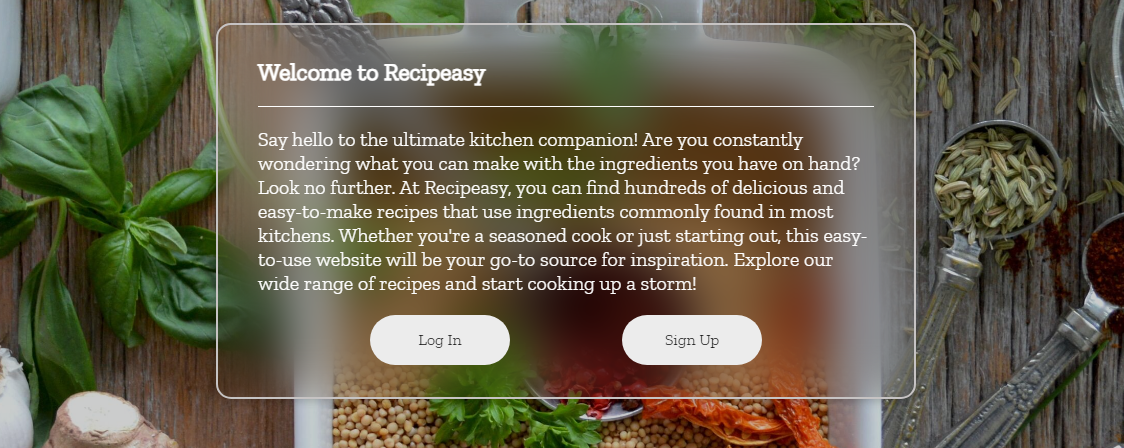 Welcome to Recipeasy
Say hello to the ultimate kitchen companion! Are you constantly
wondering what you can make with the ingredients you have on hand?
Look no further. At Recipeasy, you can find hundreds of delicious and
easy-to-make recipes that use ingredients commonly found in most
kitchens. Whether you're a seasoned cook or just starting out, this easy-
to-use website will be your go-to source for inspiration. Explore our
wide range of recipes and start cooking up a storm!
Log In
Sign Up